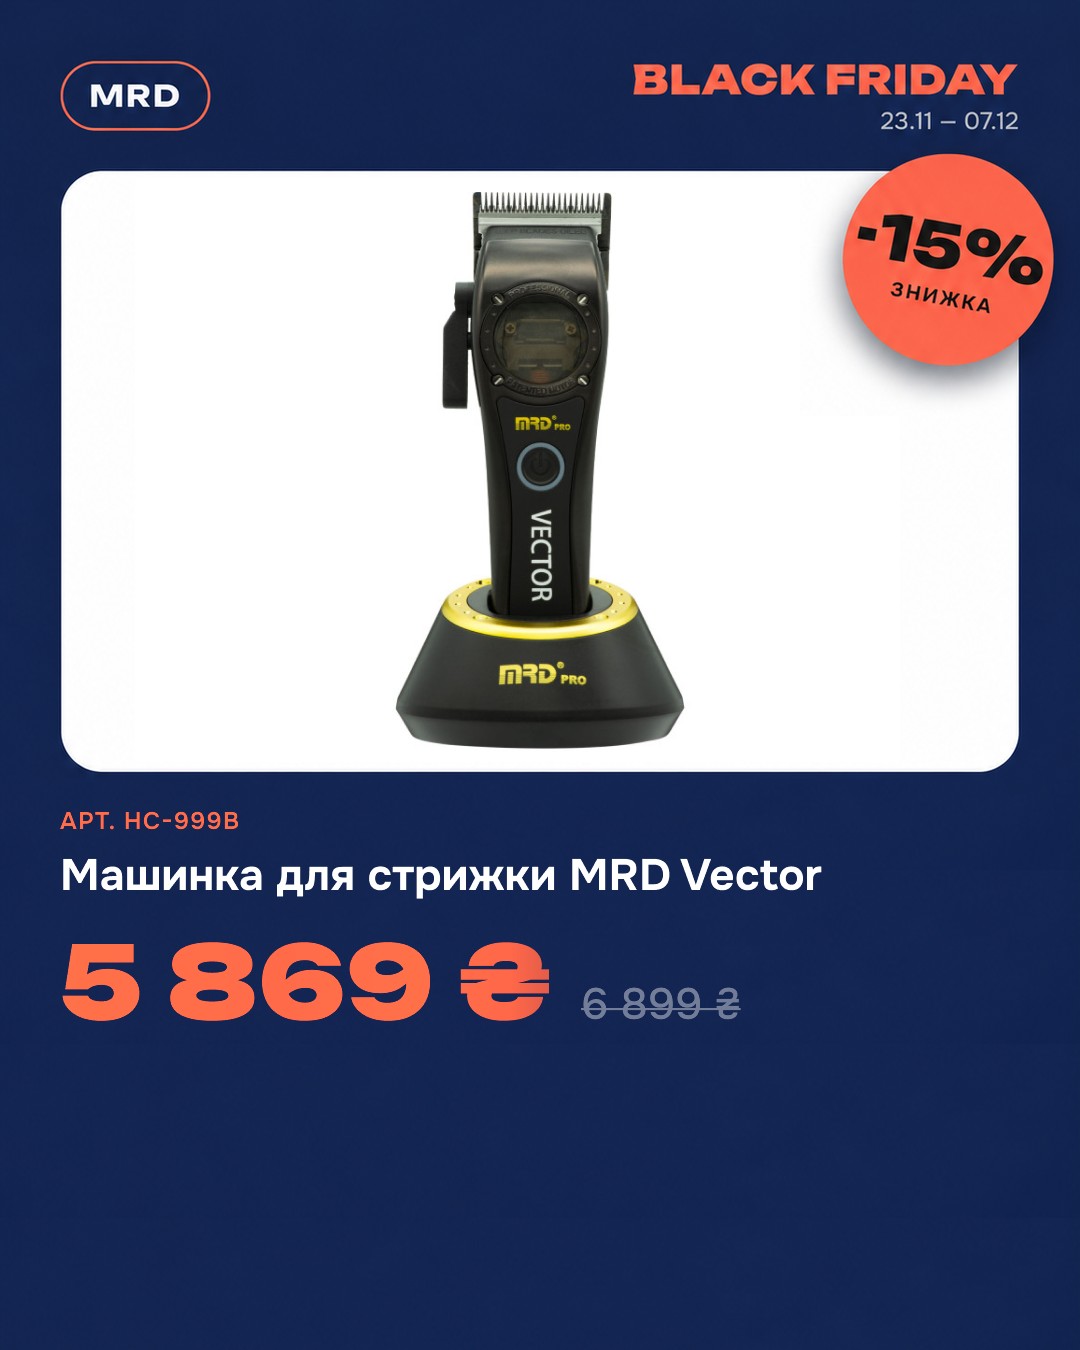 MRD
BLACK FRIDAY
23.11 – 07.12
-15%
ЗНИЖКА
MRD® PRO
VECTOR
MRD® PRO
АРТ. HC-999B
Машинка для стрижки MRD Vector
5 869 ₴
6 899 ₴